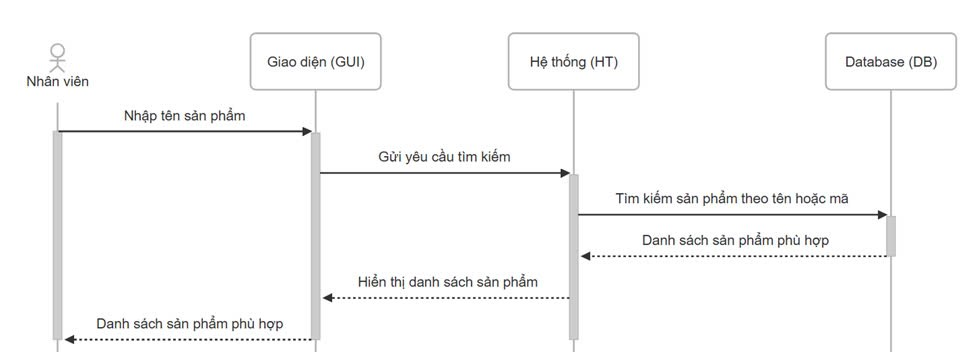 Nhân viên
Giao diện (GUI)
Hệ thống (HT)
Database (DB)
Nhập tên sản phẩm
Gửi yêu cầu tìm kiếm
Tìm kiếm sản phẩm theo tên hoặc mã
Danh sách sản phẩm phù hợp
Hiển thị danh sách sản phẩm
Danh sách sản phẩm phù hợp